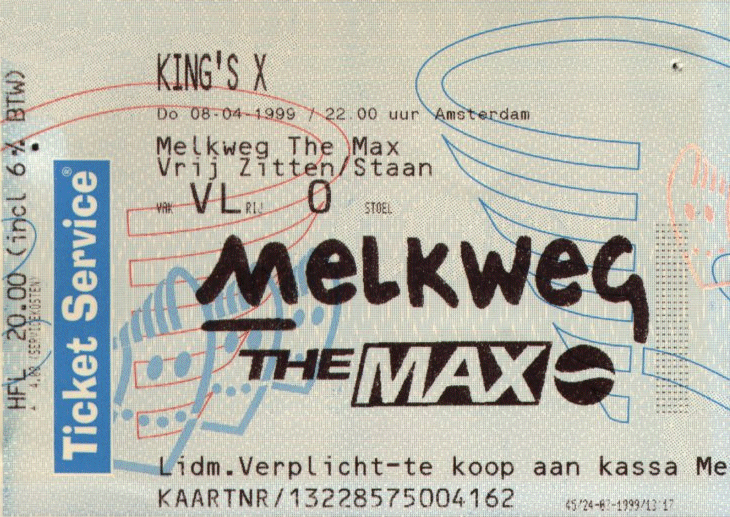 KING'S X
Do 08-04-1999 / 22.00 uur Amsterdam
Melkweg The Max
Vrij Zitten/Staan
VAK VL RIJ 0 STOEL
MELKWEG
THE MAX
Lidm.Verplicht-te koop aan kassa Me
KAARTNR/13228575004162
Ticket Service®
HFL 20.00 (incl 6% BTW)
(SERVICEKOSTEN)